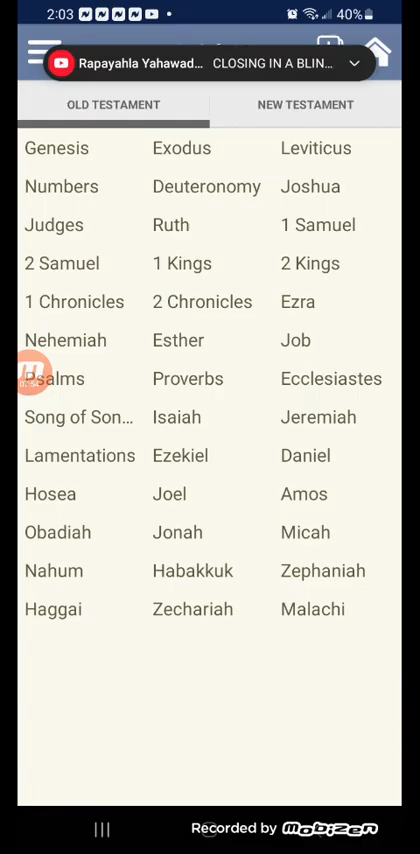 2:03 N N N N 40%
Rapayahla Yahawad... CLOSING IN A BLIN...
OLD TESTAMENT NEW TESTAMENT
Genesis Exodus Leviticus
Numbers Deuteronomy Joshua
Judges Ruth 1 Samuel
2 Samuel 1 Kings 2 Kings
1 Chronicles 2 Chronicles Ezra
Nehemiah Esther Job
Psalms Proverbs Ecclesiastes
Song of Son... Isaiah Jeremiah
Lamentations Ezekiel Daniel
Hosea Joel Amos
Obadiah Jonah Micah
Nahum Habakkuk Zephaniah
Haggai Zechariah Malachi
Recorded by Mobizen